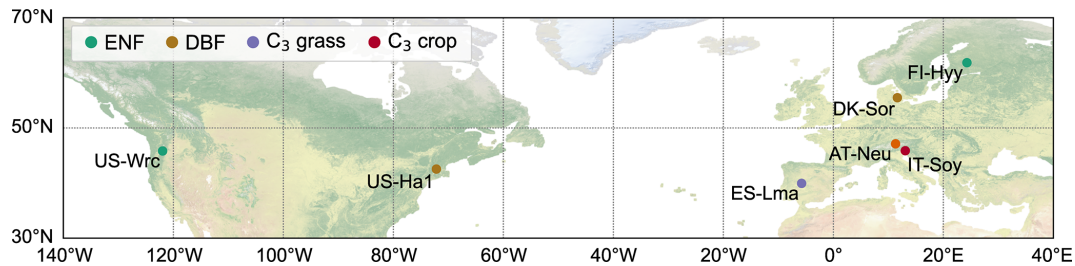 70°N
ENF DBF C₃ grass C₃ crop
FI-Hyy
DK-Sor
50°N
US-Wrc
AT-Neu
IT-Soy
US-Ha1
ES-Lma
30°N
140°W 120°W 100°W 80°W 60°W 40°W 20°W 0° 20°E 40°E